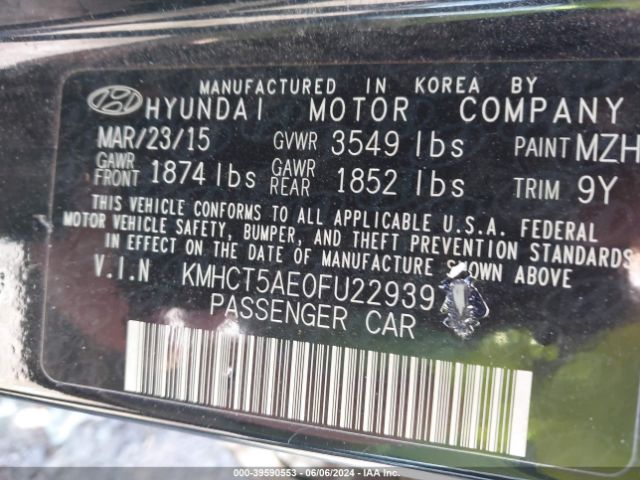 MANUFACTURED IN KOREA BY
HYUNDAI MOTOR COMPANY
MAR/23/15 GVWR 3549 lbs PAINT MZH
GAWR FRONT 1874 lbs GAWR REAR 1852 lbs TRIM 9Y
THIS VEHICLE CONFORMS TO ALL APPLICABLE U.S.A. FEDERAL
MOTOR VEHICLE SAFETY, BUMPER, AND THEFT PREVENTION STANDARDS
IN EFFECT ON THE DATE OF MANUFACTURE SHOWN ABOVE
V.I.N KMHCT5AE0FU22939
PASSENGER CAR
000-39590553 - 06/06/2024 - IAA Inc.